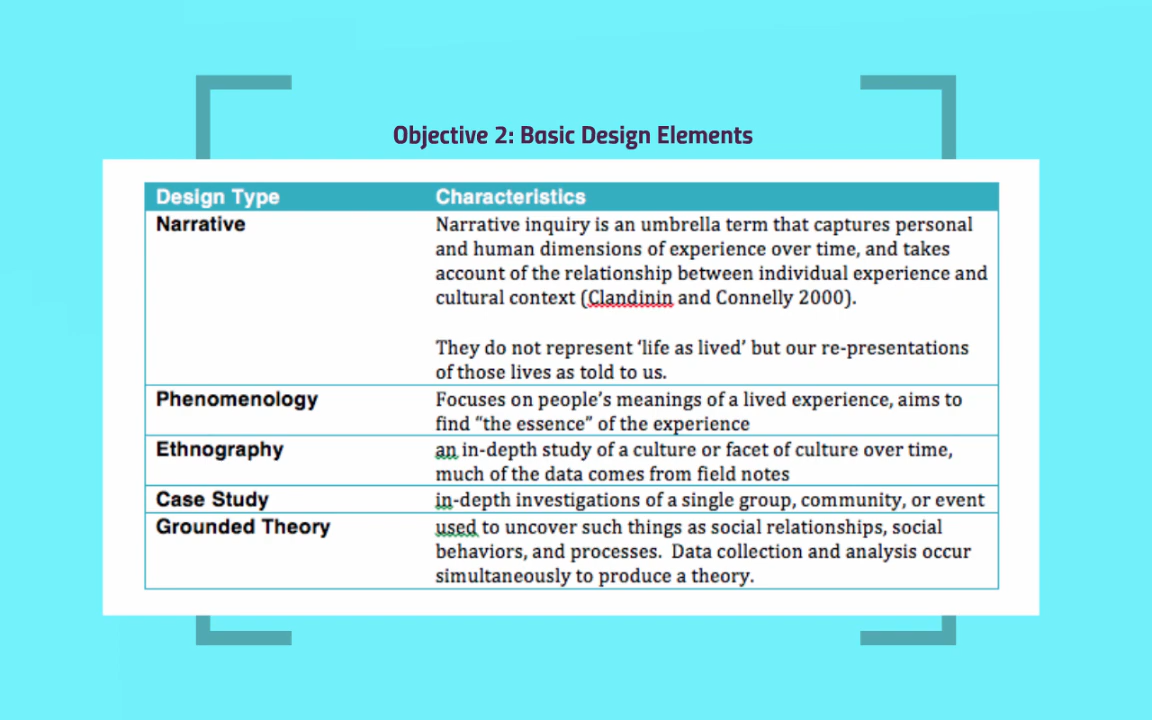 Objective 2: Basic Design Elements
Design Type Characteristics
Narrative Narrative inquiry is an umbrella term that captures personal
and human dimensions of experience over time, and takes
account of the relationship between individual experience and
cultural context (Clandinin and Connelly 2000).
They do not represent ‘life as lived’ but our re-presentations
of those lives as told to us.
Phenomenology Focuses on people’s meanings of a lived experience, aims to
find “the essence” of the experience
Ethnography an in-depth study of a culture or facet of culture over time,
much of the data comes from field notes
Case Study in-depth investigations of a single group, community, or event
Grounded Theory used to uncover such things as social relationships, social
behaviors, and processes. Data collection and analysis occur
simultaneously to produce a theory.